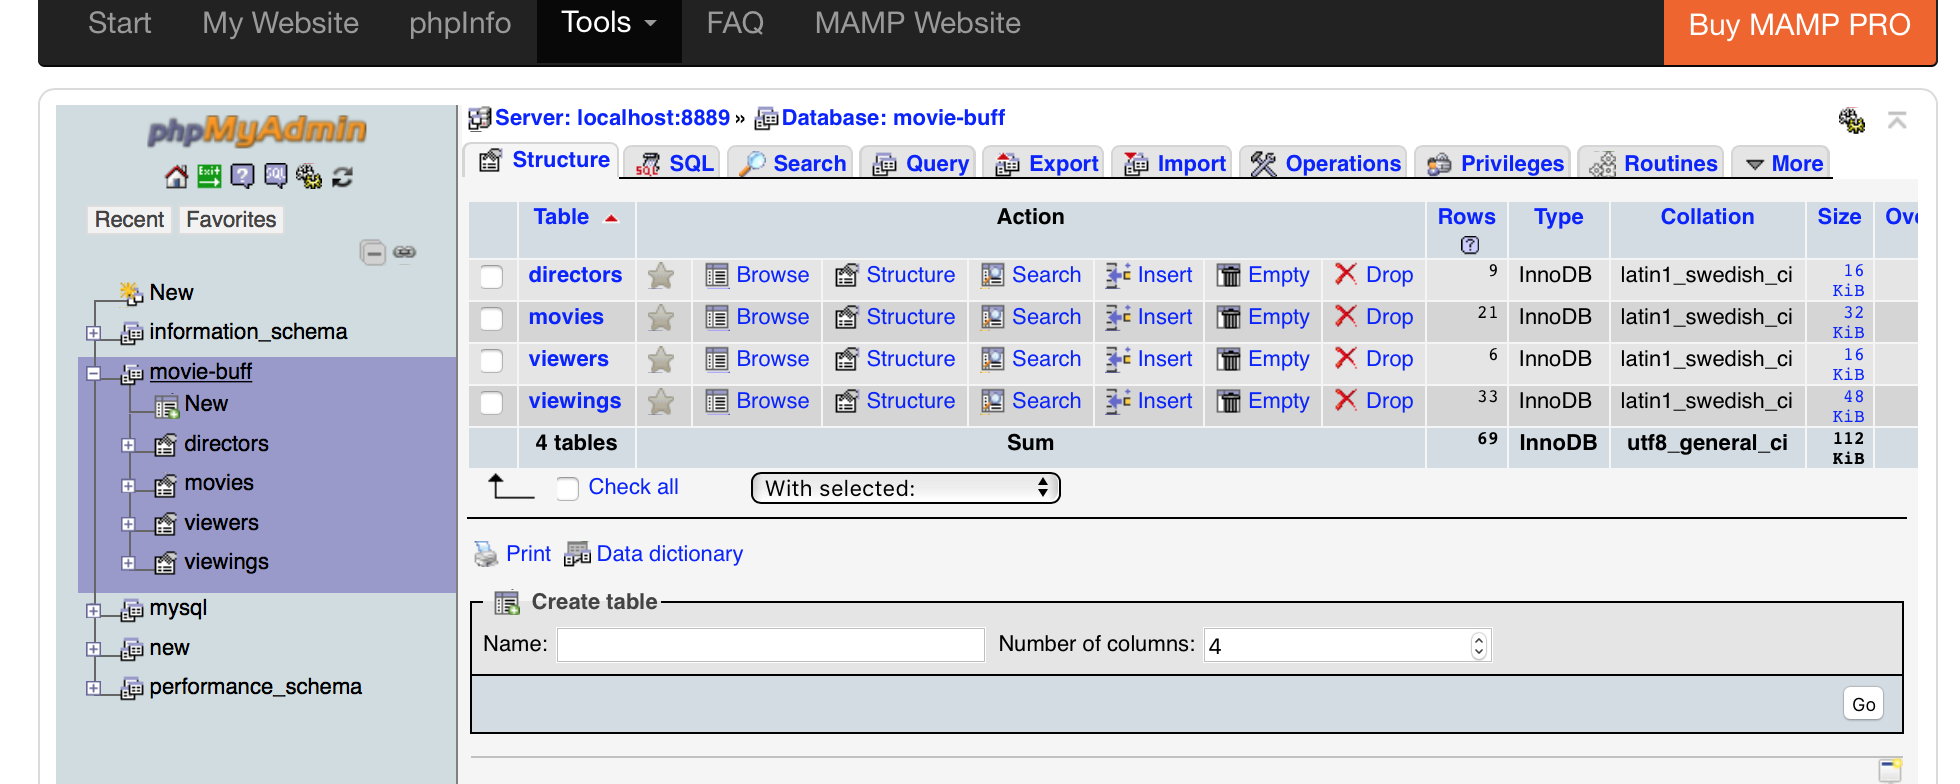 Start My Website phpInfo Tools FAQ MAMP Website Buy MAMP PRO
phpMyAdmin
Recent Favorites
New
information_schema
movie-buff
New
directors
movies
viewers
viewings
mysql
new
performance_schema
Server: localhost:8889 » Database: movie-buff
Structure SQL Search Query Export Import Operations Privileges Routines More
Table Action Rows Type Collation Size Ove
directors Browse Structure Search Insert Empty Drop 9 InnoDB latin1_swedish_ci 16 KiB
movies Browse Structure Search Insert Empty Drop 21 InnoDB latin1_swedish_ci 32 KiB
viewers Browse Structure Search Insert Empty Drop 6 InnoDB latin1_swedish_ci 16 KiB
viewings Browse Structure Search Insert Empty Drop 33 InnoDB latin1_swedish_ci 48 KiB
4 tables Sum 69 InnoDB utf8_general_ci 112 KiB
Check all With selected:
Print Data dictionary
Create table
Name: Number of columns: 4
Go